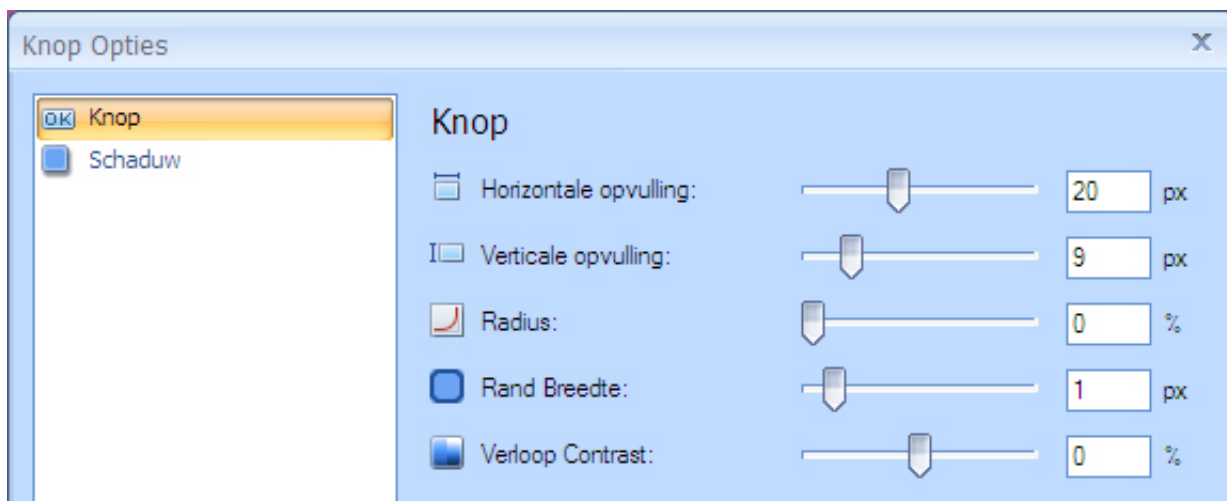 Knop Opties
x
OK Knop
Schaduw
Knop
Horizontale opvulling: 20 px
Verticale opvulling: 9 px
Radius: 0 %
Rand Breedte: 1 px
Verloop Contrast: 0 %